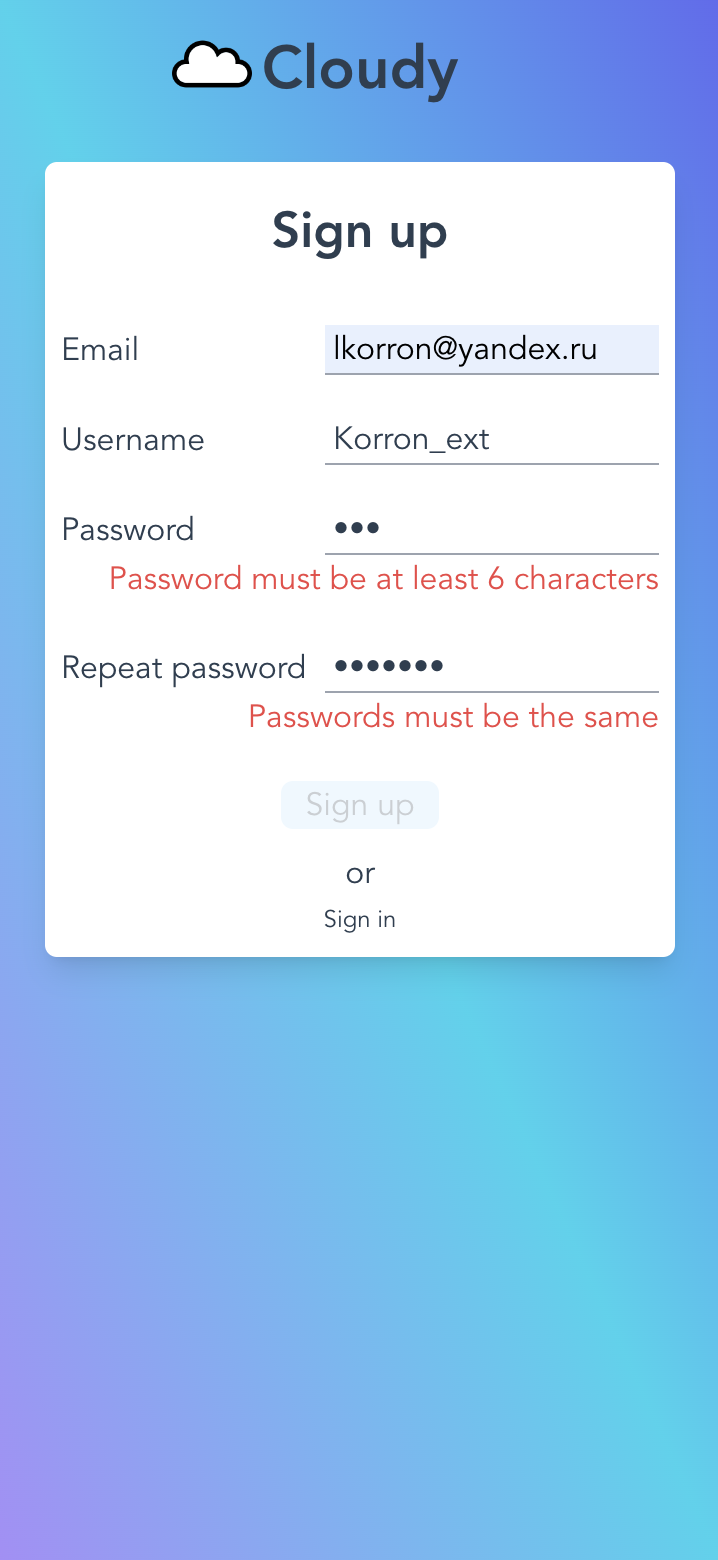 Cloudy
Sign up
Email lkorron@yandex.ru
Username Korron_ext
Password •••
Password must be at least 6 characters
Repeat password •••••••
Passwords must be the same
Sign up
or
Sign in